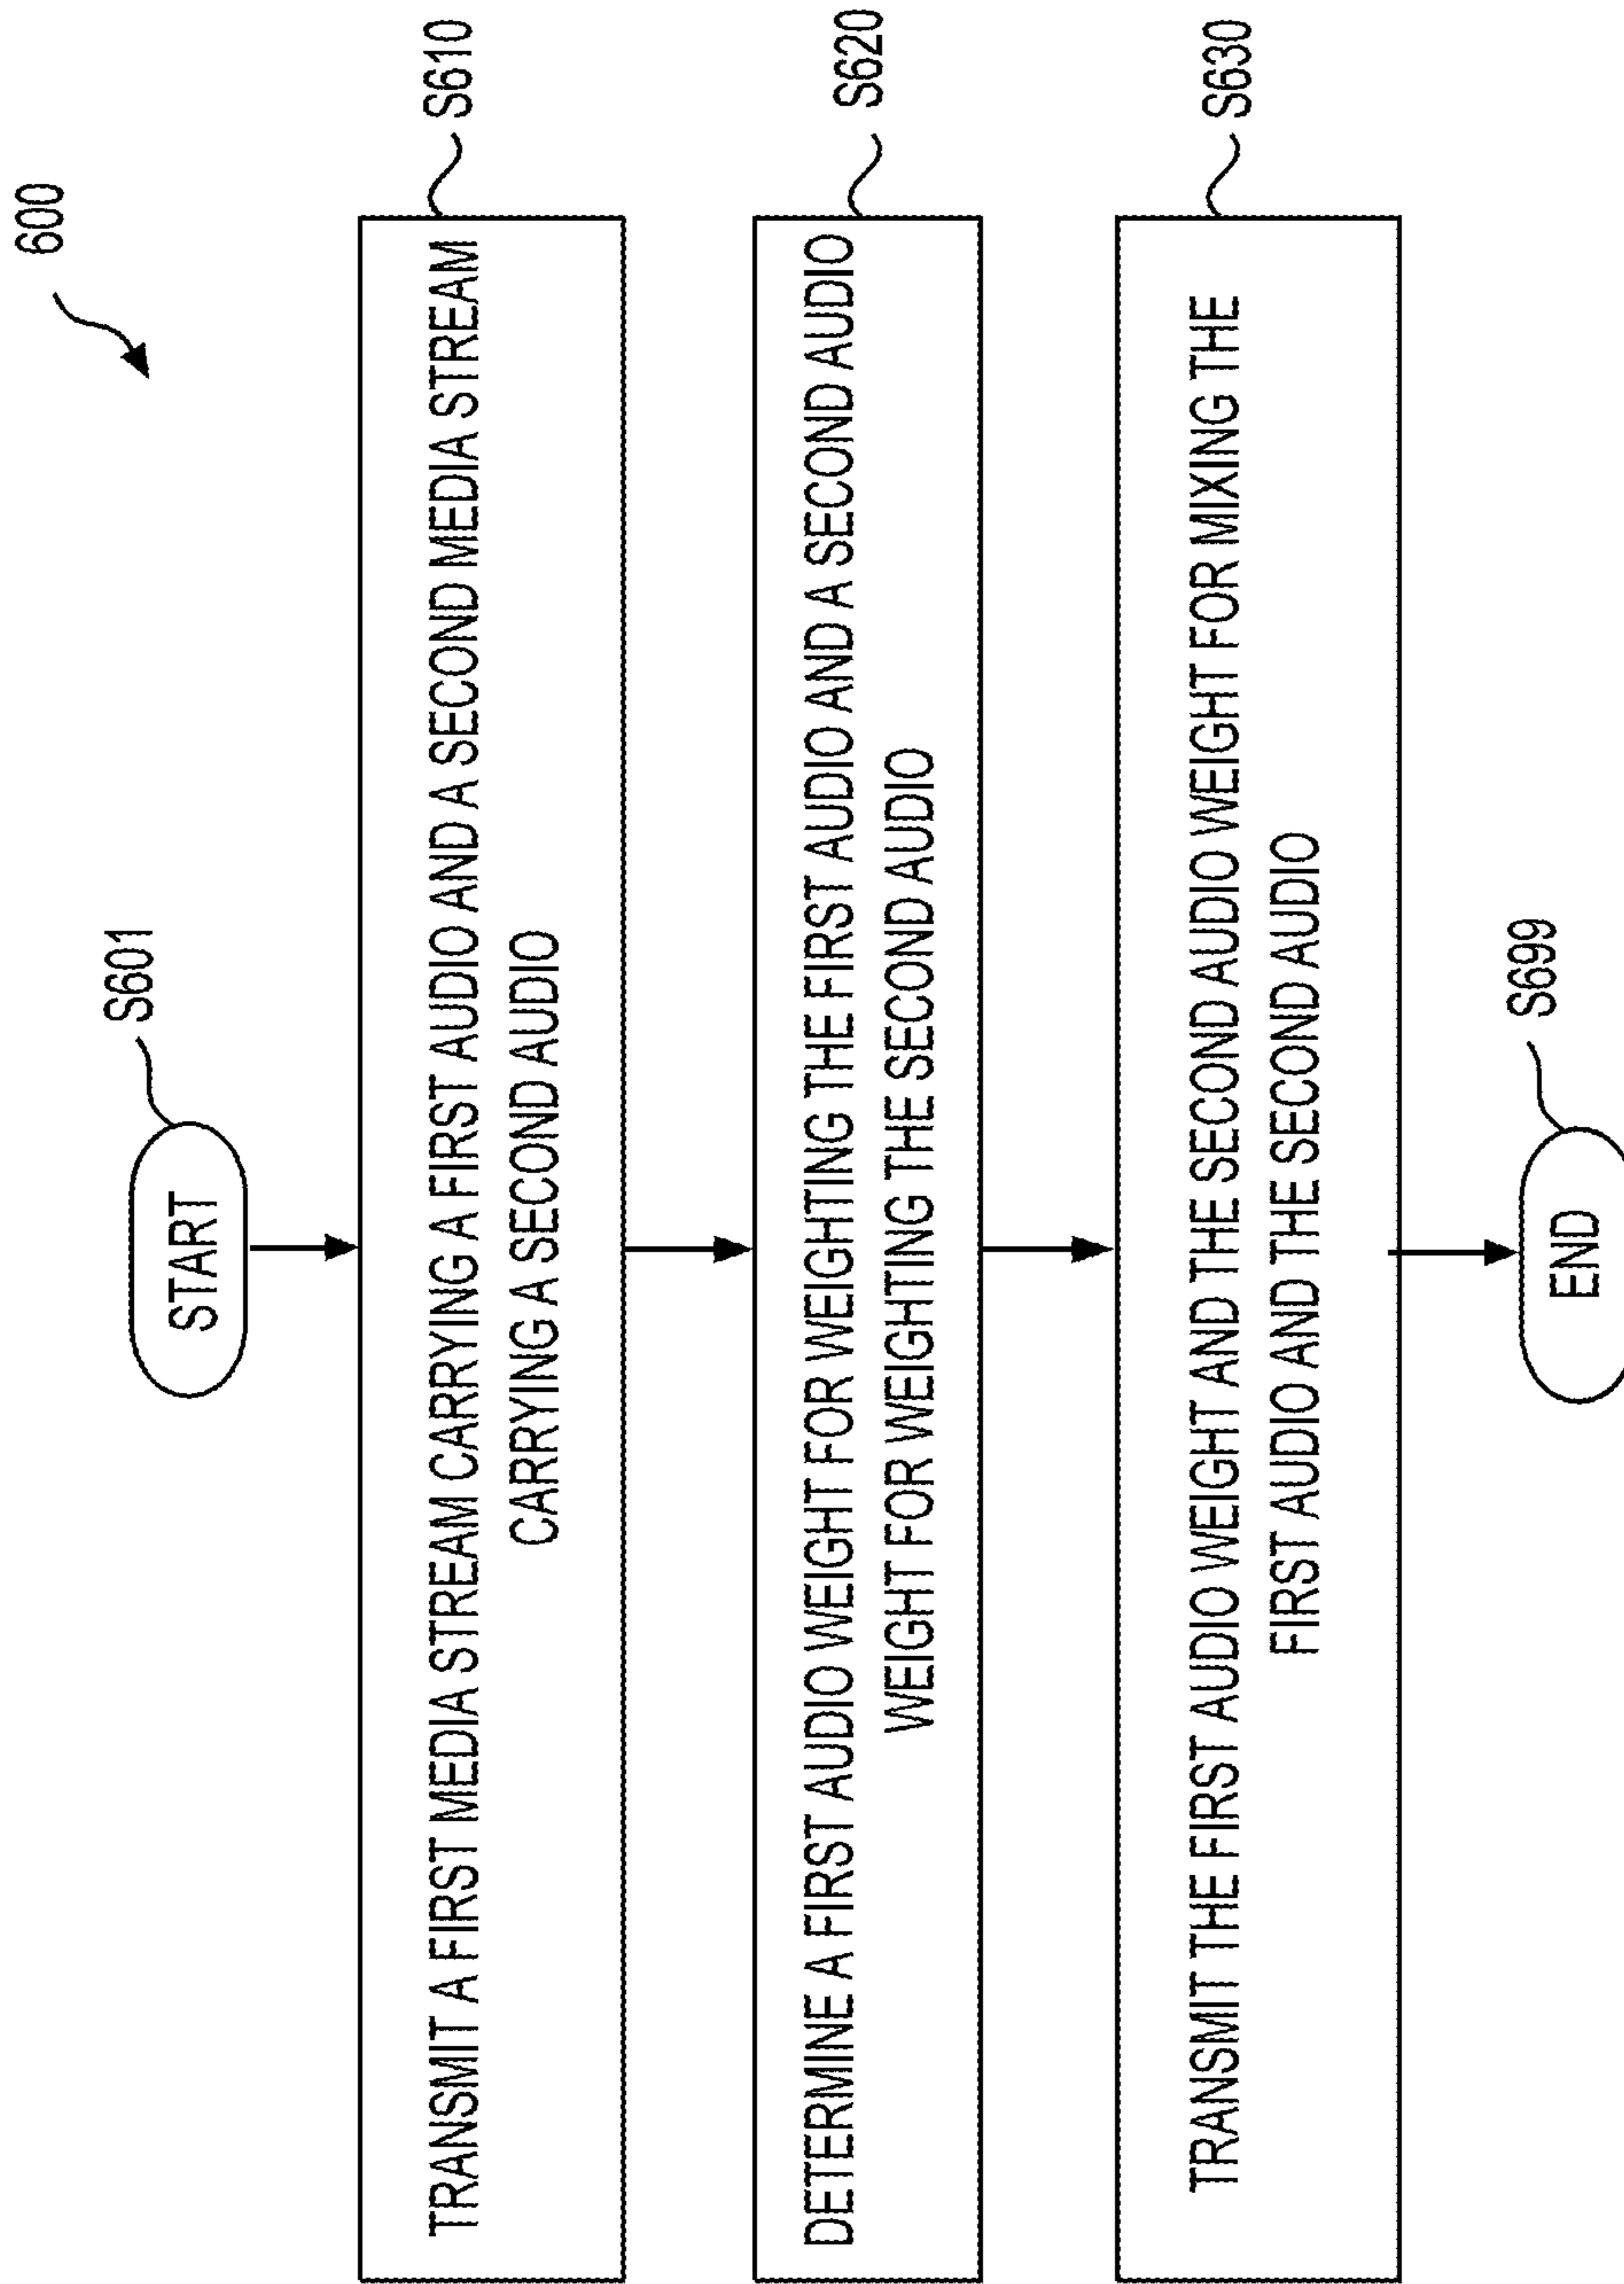 600
S601
START
S610
TRANSMIT A FIRST MEDIA STREAM CARRYING A FIRST AUDIO AND A SECOND MEDIA STREAM
CARRYING A SECOND AUDIO
S620
DETERMINE A FIRST AUDIO WEIGHT FOR WEIGHTING THE FIRST AUDIO AND A SECOND AUDIO
WEIGHT FOR WEIGHTING THE SECOND AUDIO
S630
TRANSMIT THE FIRST AUDIO WEIGHT AND THE SECOND AUDIO WEIGHT FOR MIXING THE
FIRST AUDIO AND THE SECOND AUDIO
S699
END